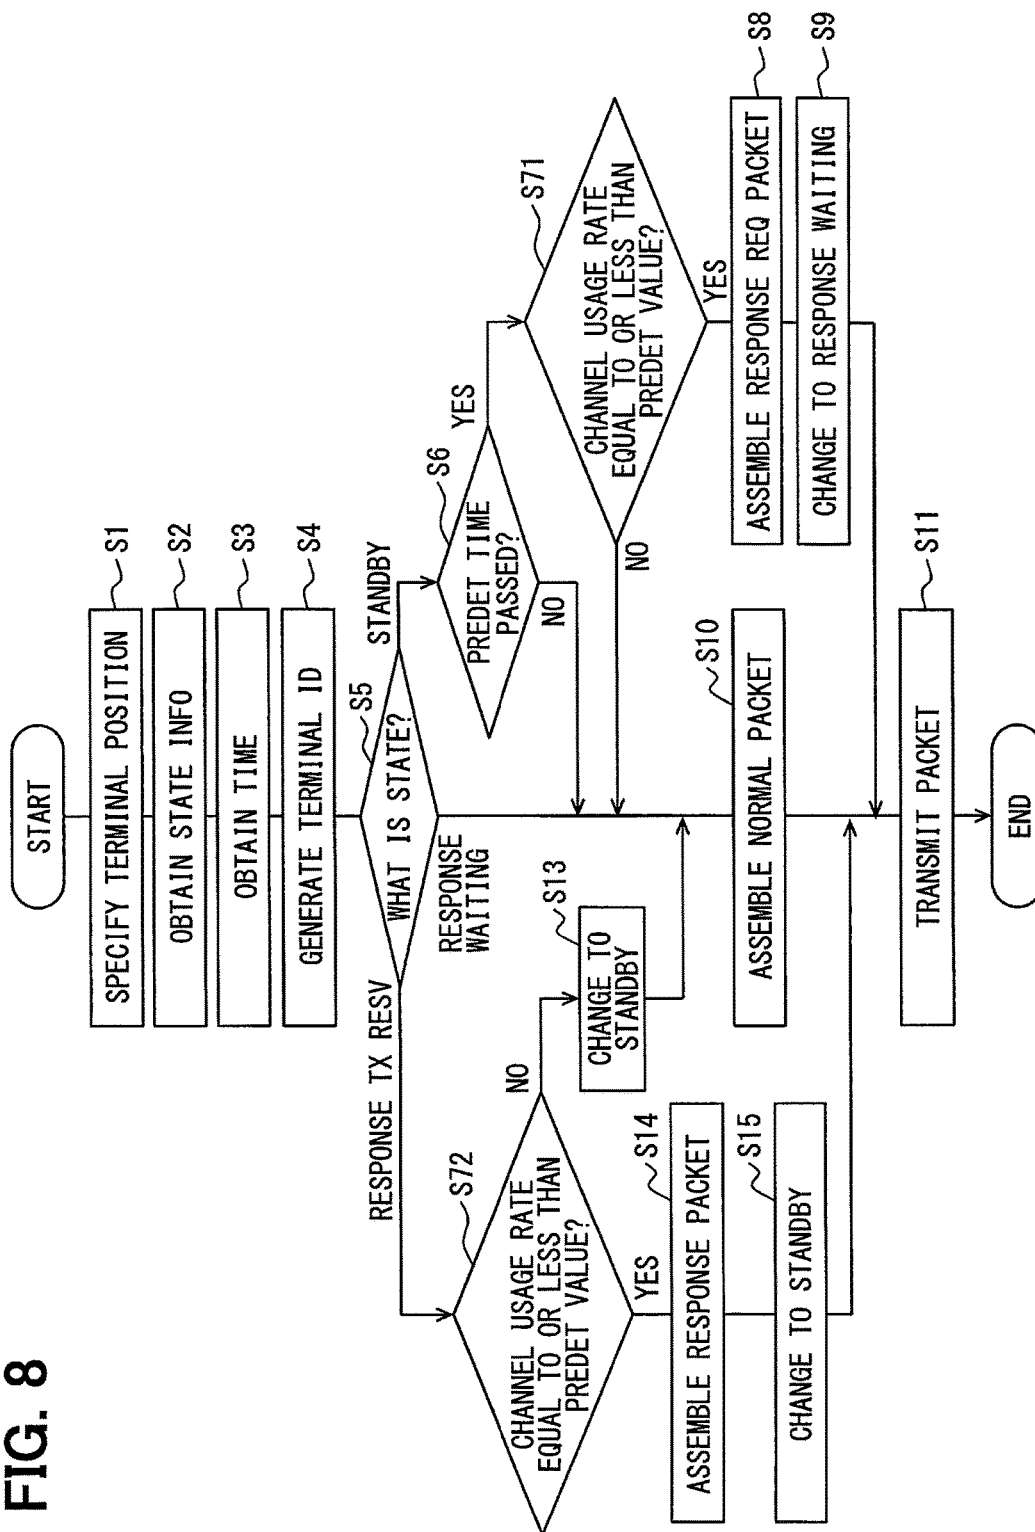 FIG. 8
START
SPECIFY TERMINAL POSITION
S1
OBTAIN STATE INFO
S2
OBTAIN TIME
S3
GENERATE TERMINAL ID
S4
WHAT IS STATE?
S5
RESPONSE TX RESV
RESPONSE
WAITING
STANDBY
PREDET TIME
PASSED?
S6
YES
NO
CHANNEL USAGE RATE
EQUAL TO OR LESS THAN
PREDET VALUE?
S71
NO
YES
CHANNEL USAGE RATE
EQUAL TO OR LESS THAN
PREDET VALUE?
S72
NO
YES
CHANGE TO
STANDBY
S13
ASSEMBLE RESPONSE PACKET
S14
CHANGE TO STANDBY
S15
ASSEMBLE NORMAL PACKET
S10
ASSEMBLE RESPONSE REQ PACKET
S8
CHANGE TO RESPONSE WAITING
S9
TRANSMIT PACKET
S11
END